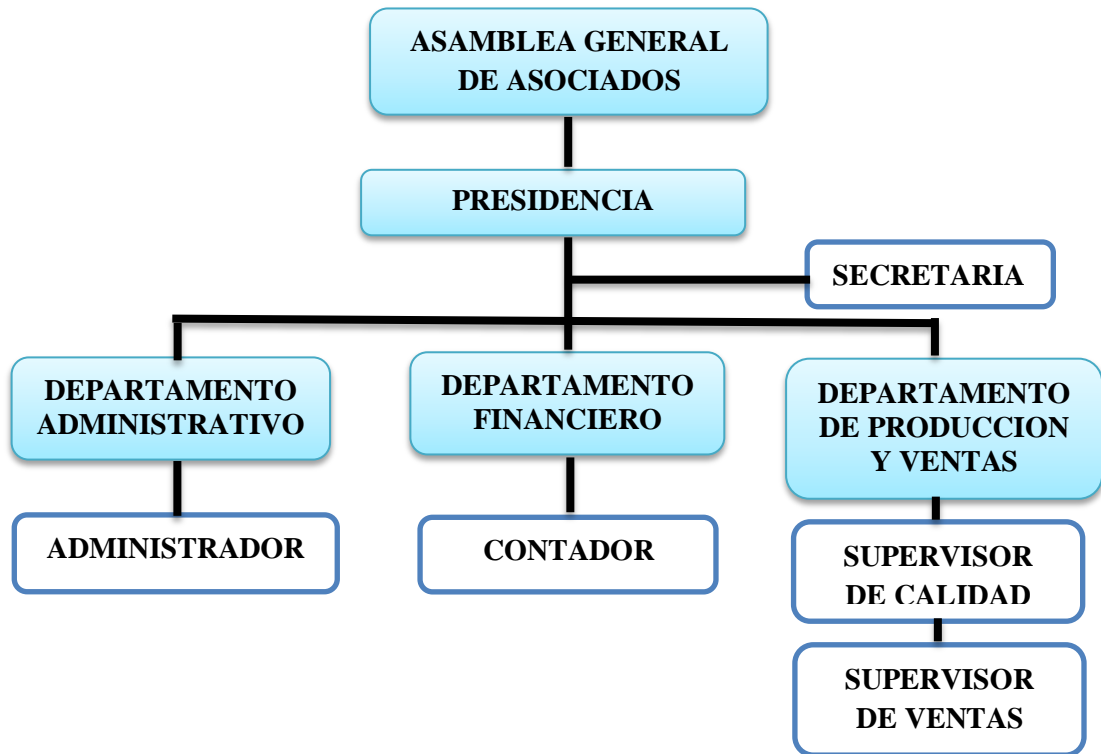 ASAMBLEA GENERAL
DE ASOCIADOS
PRESIDENCIA
SECRETARIA
DEPARTAMENTO
ADMINISTRATIVO
DEPARTAMENTO
FINANCIERO
DEPARTAMENTO
DE PRODUCCION
Y VENTAS
ADMINISTRADOR
CONTADOR
SUPERVISOR
DE CALIDAD
SUPERVISOR
DE VENTAS